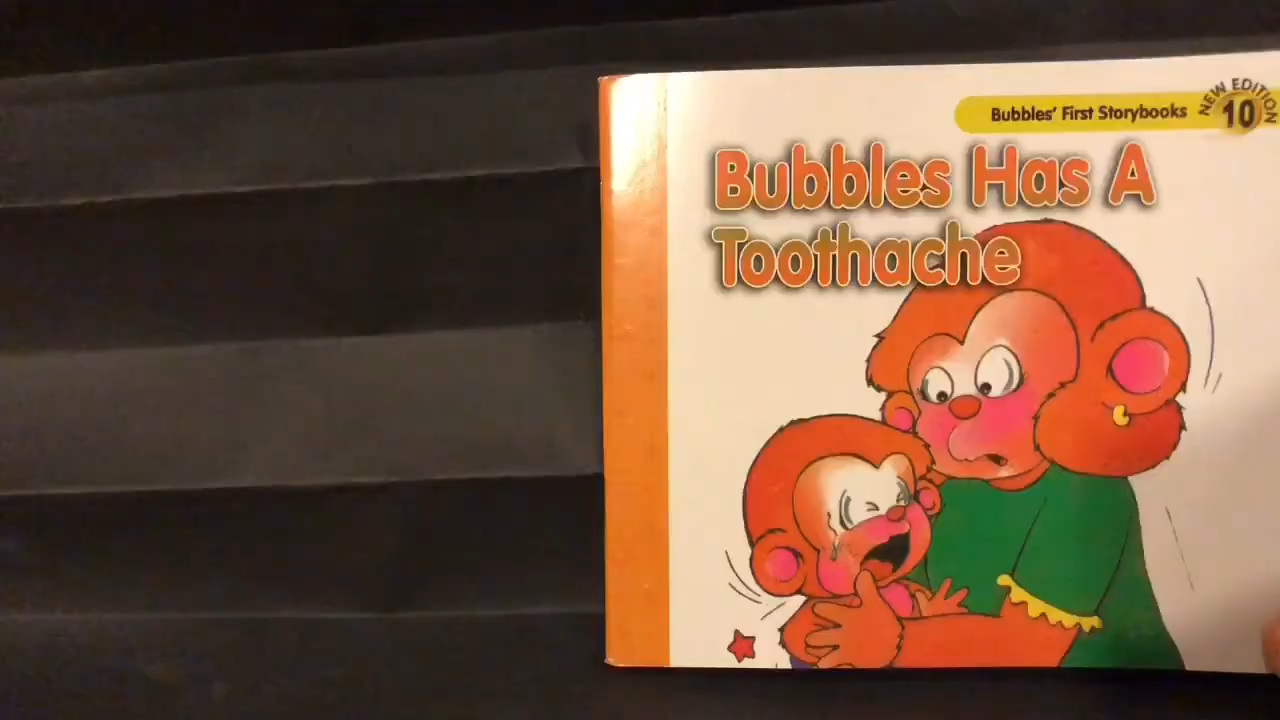 Bubbles' First Storybooks
NEW EDITION
10
Bubbles Has A
Toothache